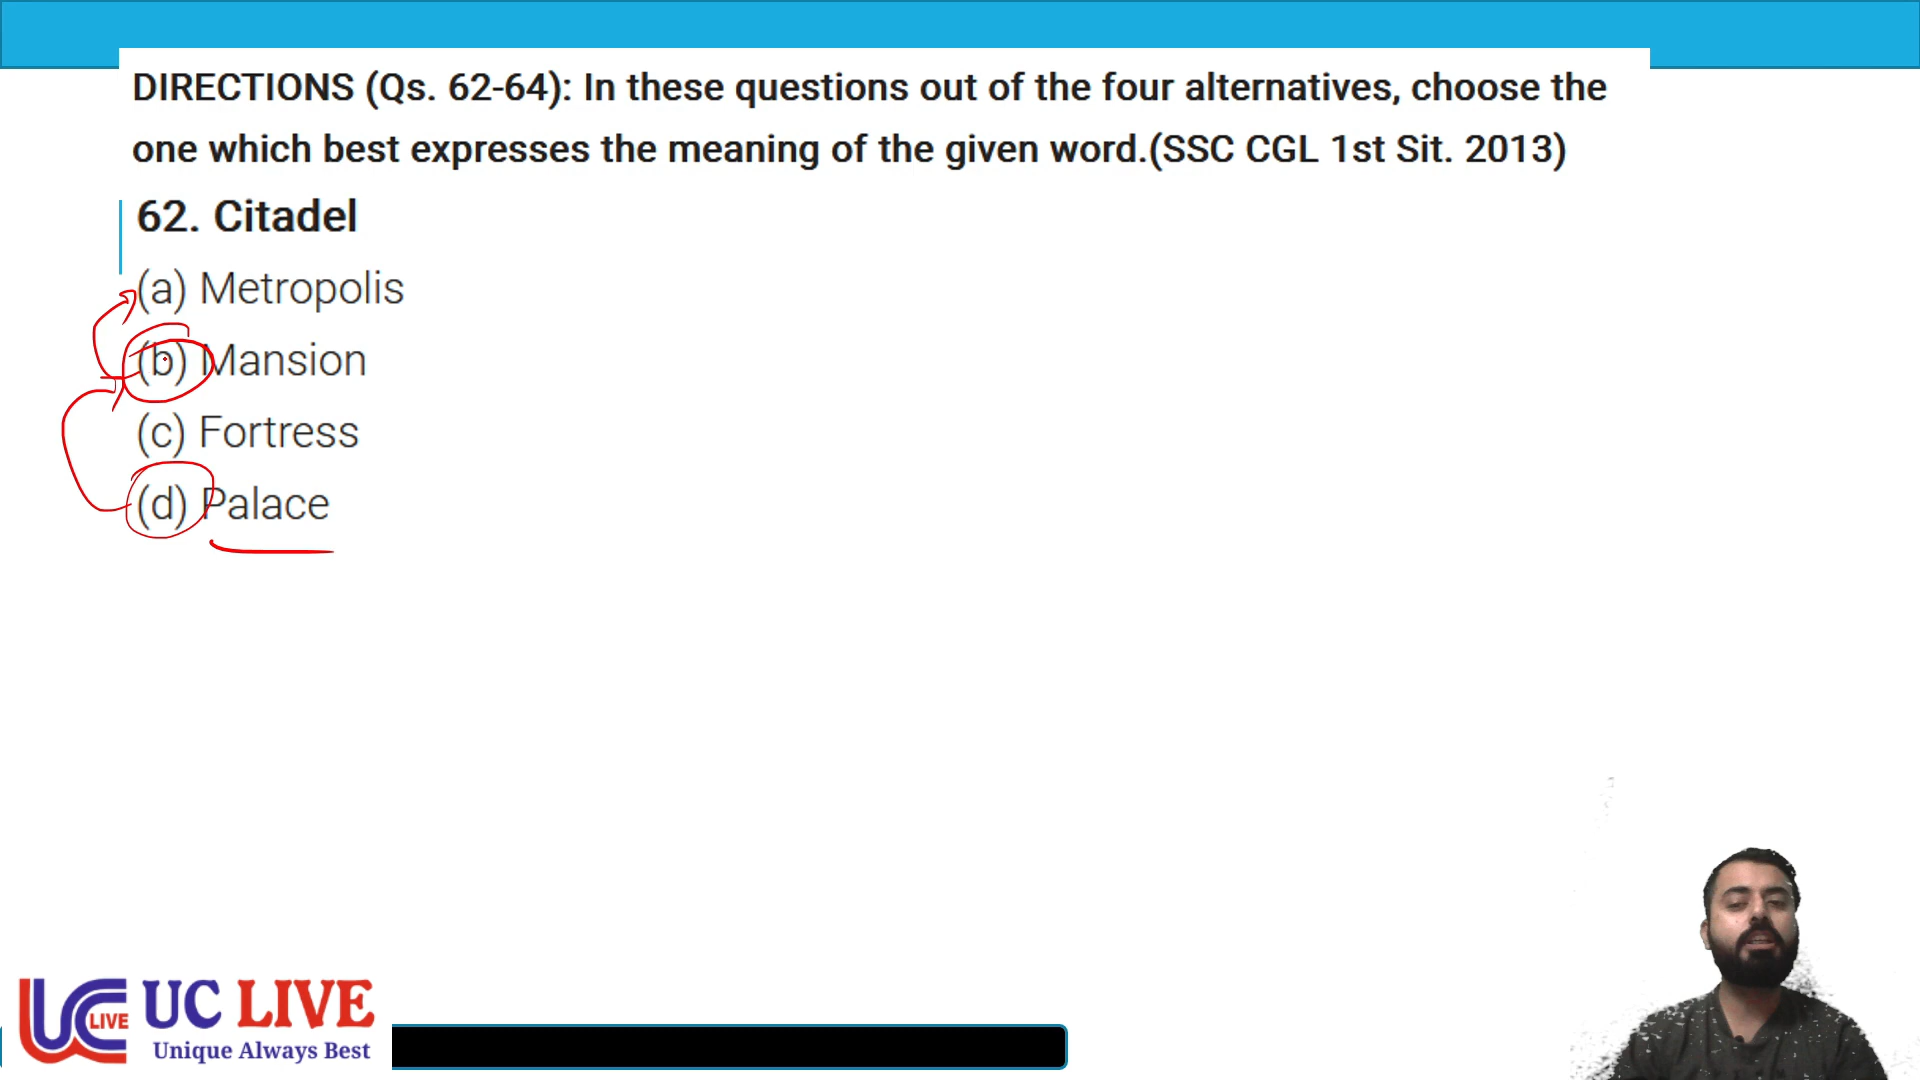 DIRECTIONS (Qs. 62-64): In these questions out of the four alternatives, choose the
one which best expresses the meaning of the given word.(SSC CGL 1st Sit. 2013)
62. Citadel
(a) Metropolis
(b) Mansion
(c) Fortress
(d) Palace
UC LIVE UC LIVE
Unique Always Best